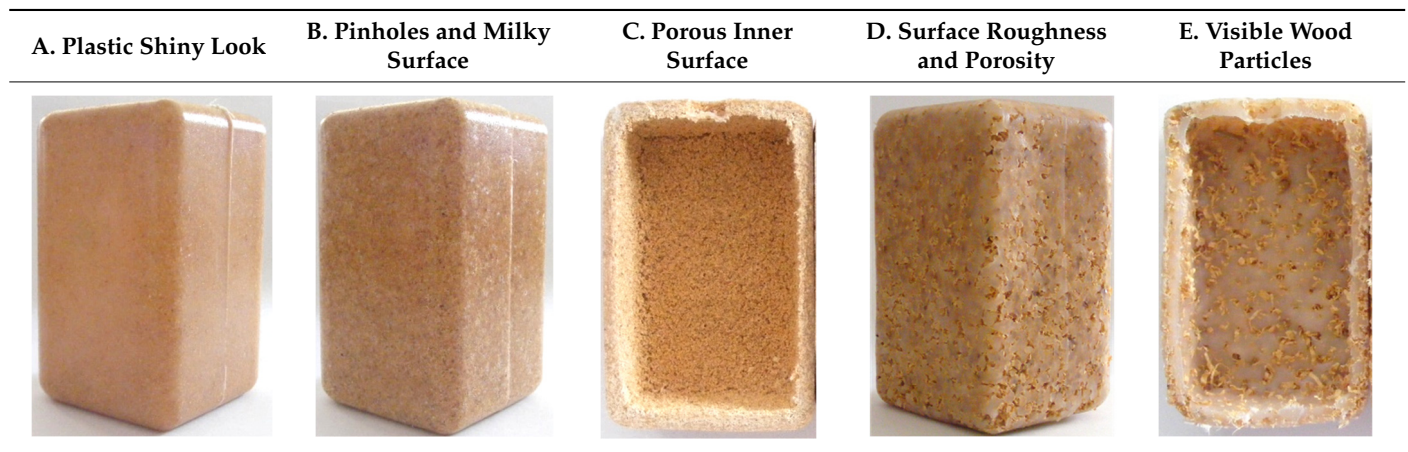 A. Plastic Shiny Look
B. Pinholes and Milky
Surface
C. Porous Inner
Surface
D. Surface Roughness
and Porosity
E. Visible Wood
Particles